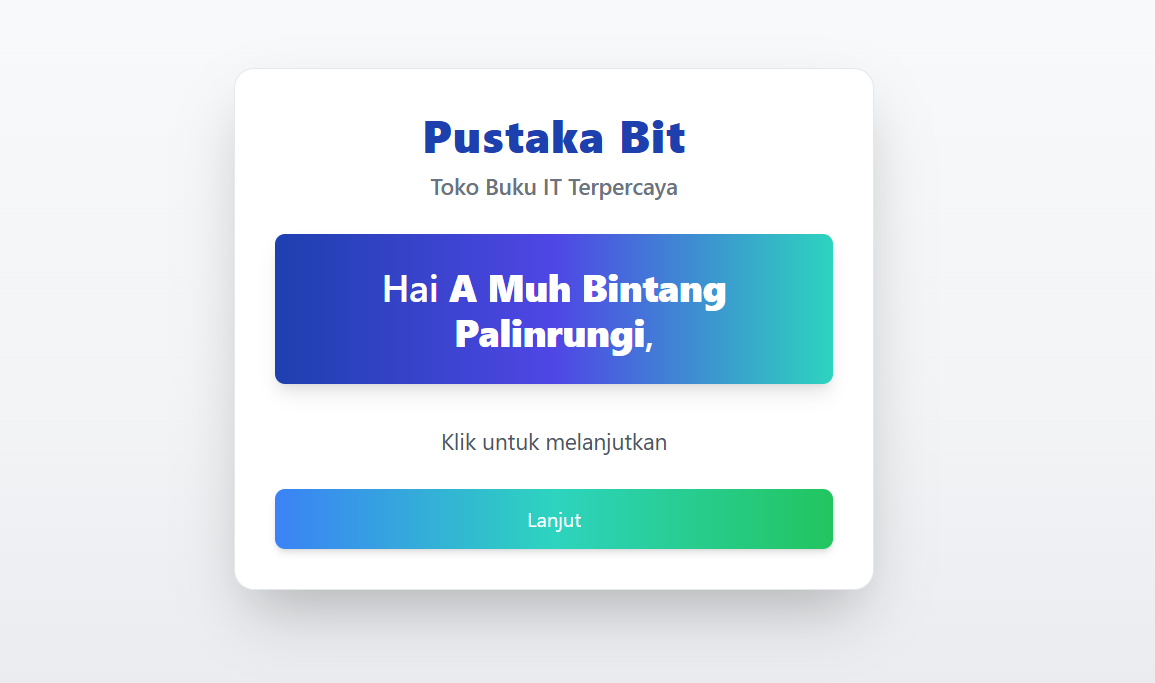 Pustaka Bit
Toko Buku IT Terpercaya
Hai A Muh Bintang
Palinrungi,
Klik untuk melanjutkan
Lanjut